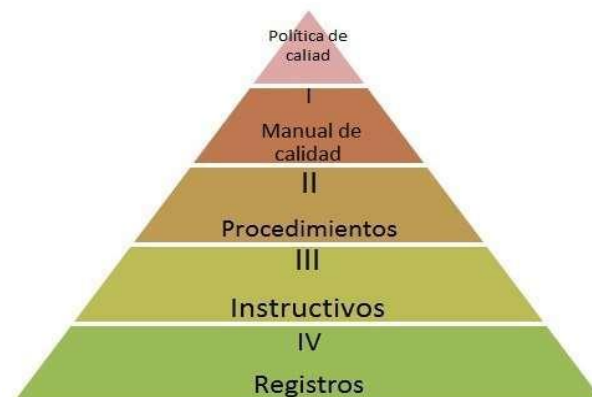 Política de
caliad
I
Manual de
calidad
II
Procedimientos
III
Instructivos
IV
Registros